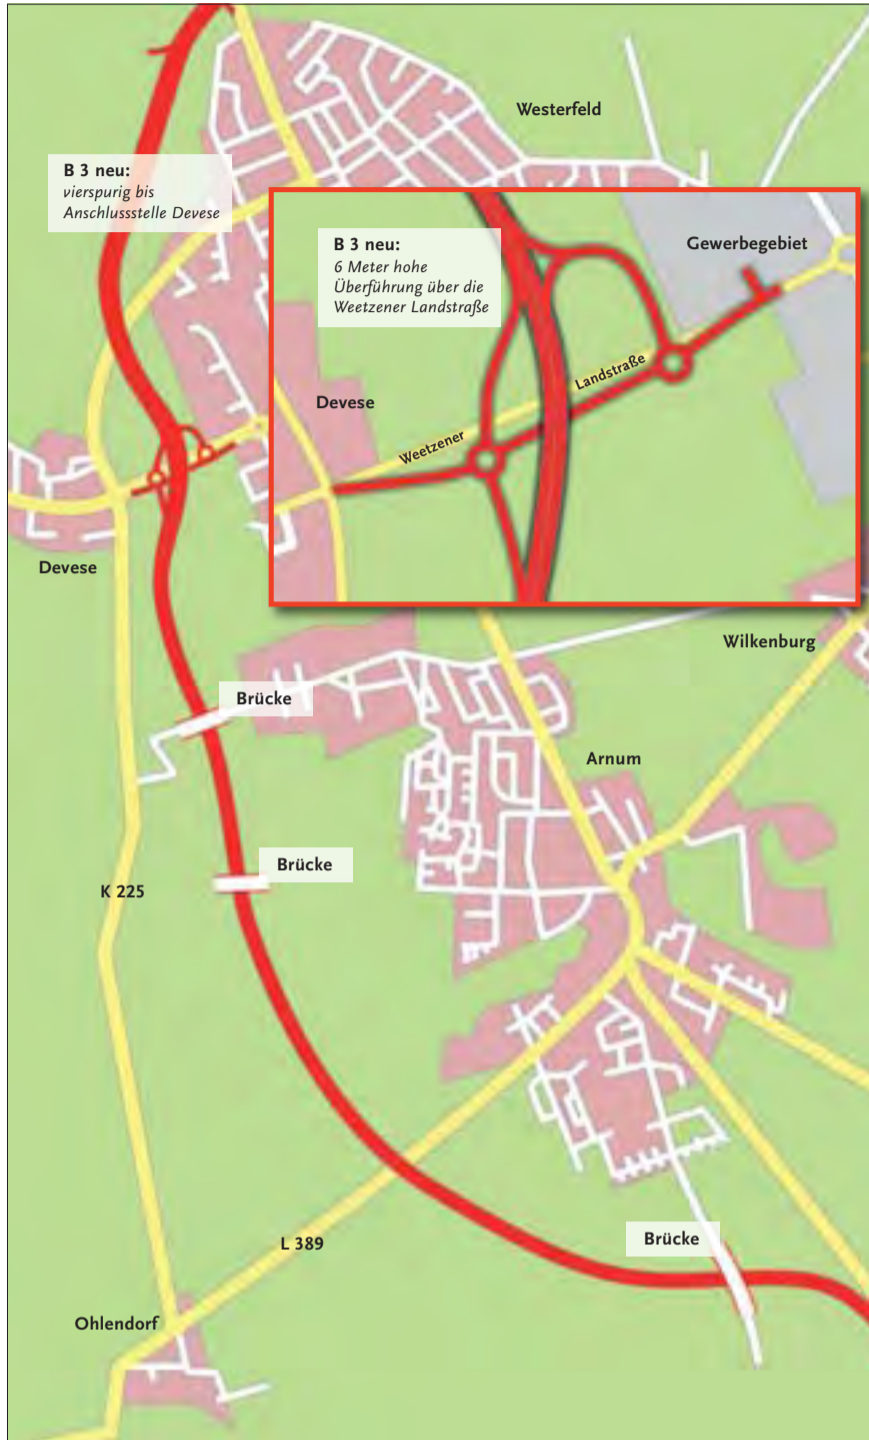 Westerfeld
B 3 neu:
vierspurig bis
Anschlussstelle Devese
B 3 neu:
6 Meter hohe
Überführung über die
Weetzener Landstraße
Gewerbegebiet
Landstraße
Devese
Weetzener
Devese
Wilkenburg
Brücke
Arnum
Brücke
K 225
Brücke
L 389
Ohlendorf